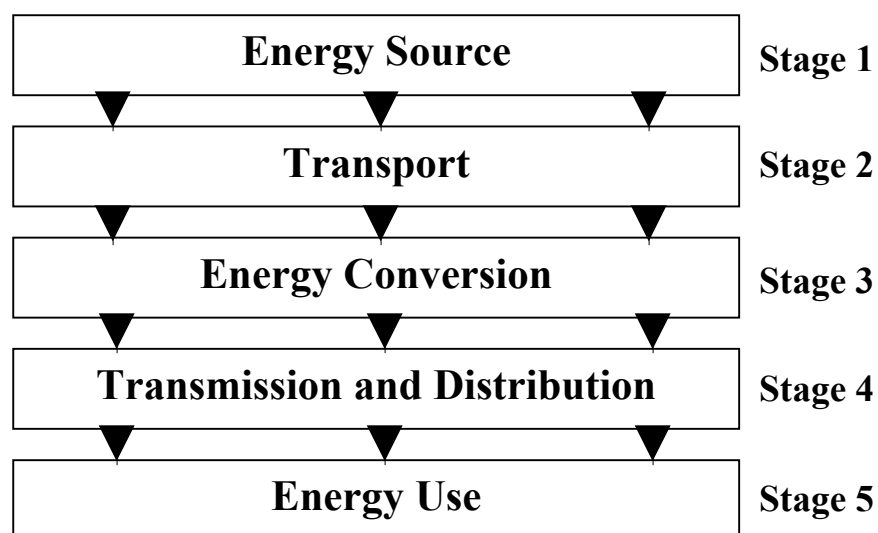 Energy Source Stage 1
Transport Stage 2
Energy Conversion Stage 3
Transmission and Distribution Stage 4
Energy Use Stage 5